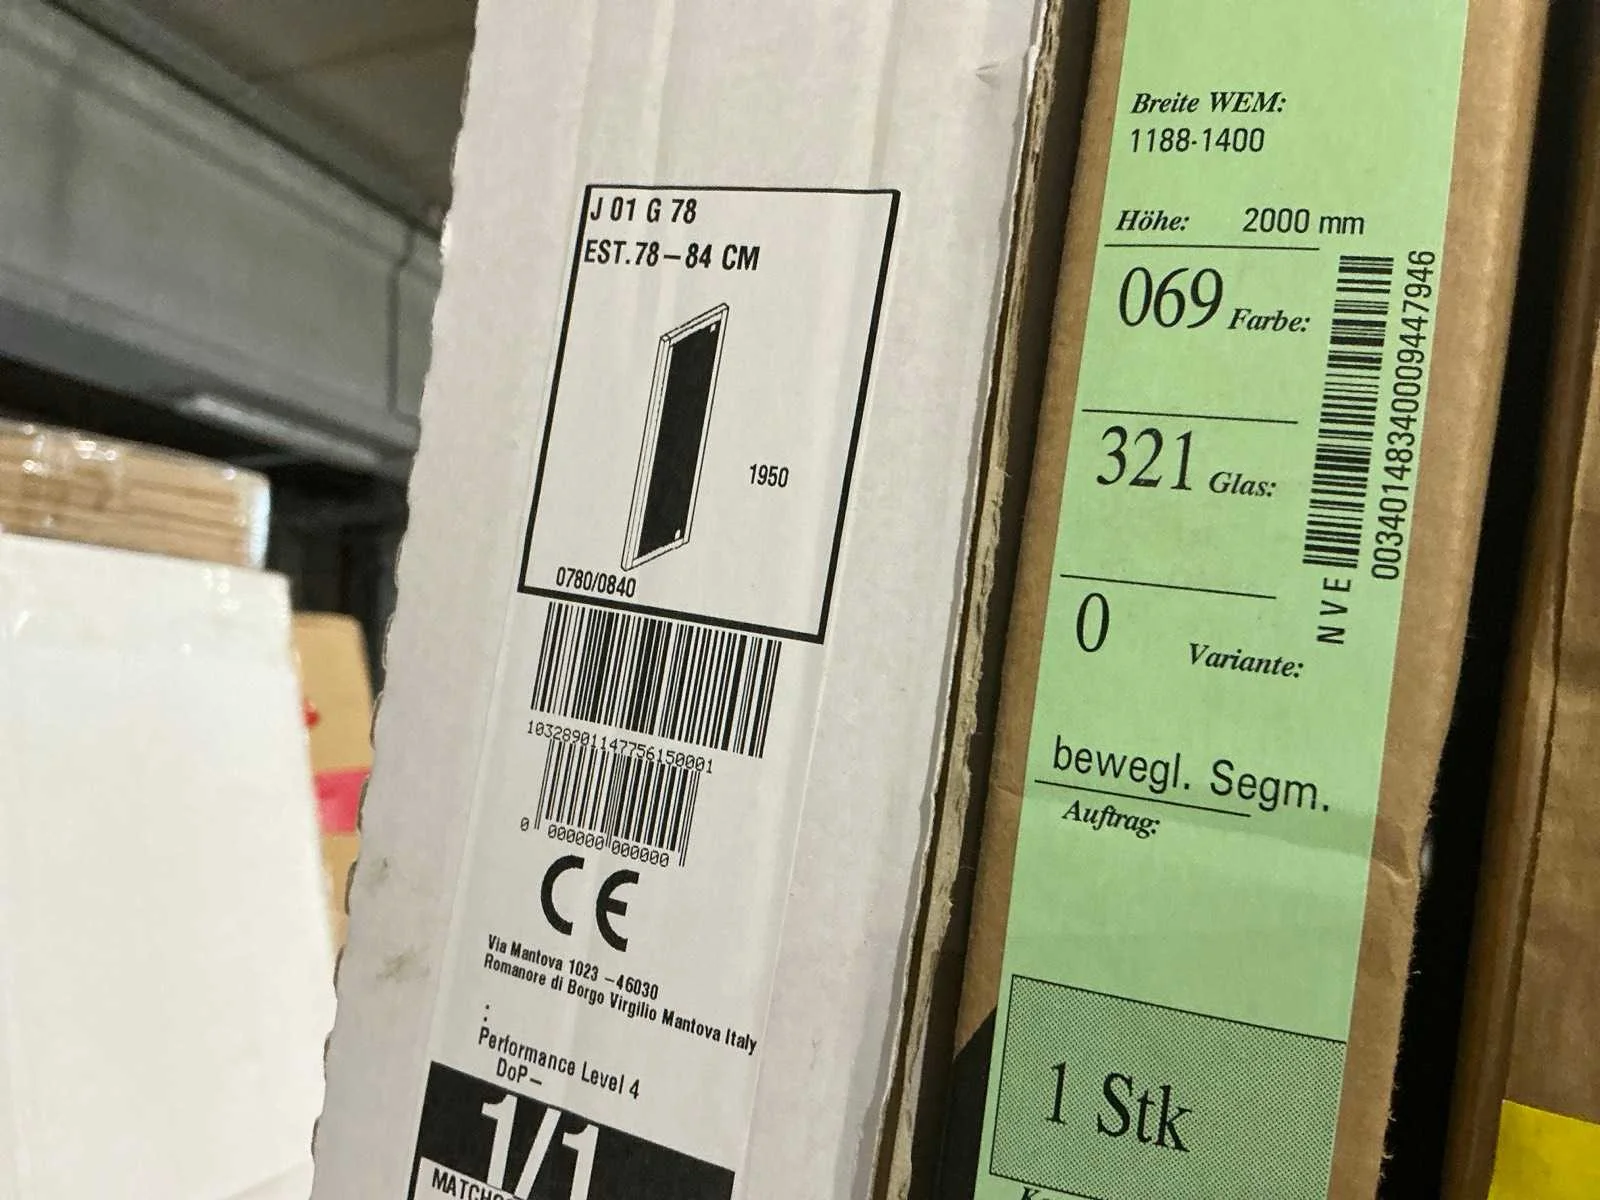 J 01 G 78
EST.78-84 CM
1950
0780/0840
10328901147756150001
0 000000 000000
CE
Via Mantova 1023 -46030
Romanore di Borgo Virgilio Mantova Italy
:
Performance Level 4
DoP-
1/1
Breite WEM:
1188-1400
Höhe: 2000 mm
069 Farbe:
321 Glas:
0 Variante:
NVE
00340148340009447946
bewegl. Segm.
Auftrag:
1 Stk